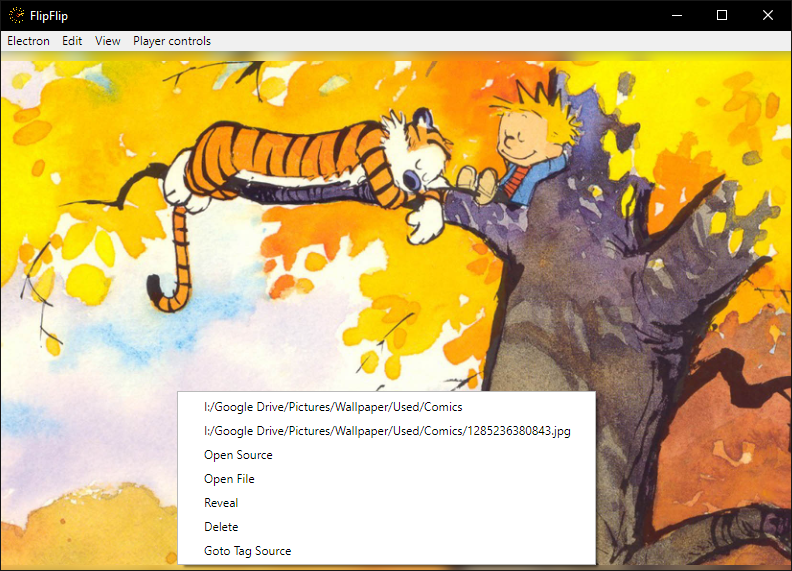 FlipFlip
Electron Edit View Player controls
I:/Google Drive/Pictures/Wallpaper/Used/Comics
I:/Google Drive/Pictures/Wallpaper/Used/Comics/1285236380843.jpg
Open Source
Open File
Reveal
Delete
Goto Tag Source